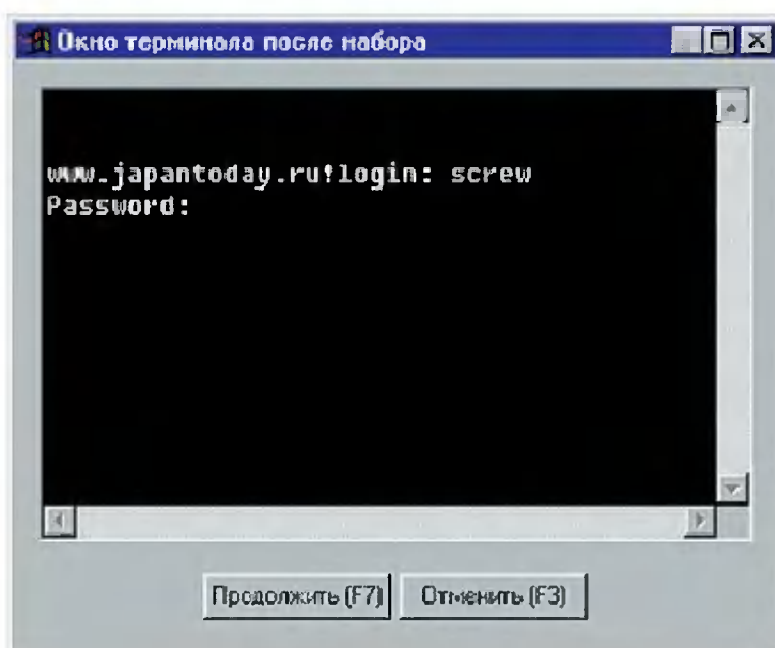 Окно терминала после набора
www.japantoday.ru!login: screw
Password:
Продолжить (F7) Отменить (F3)